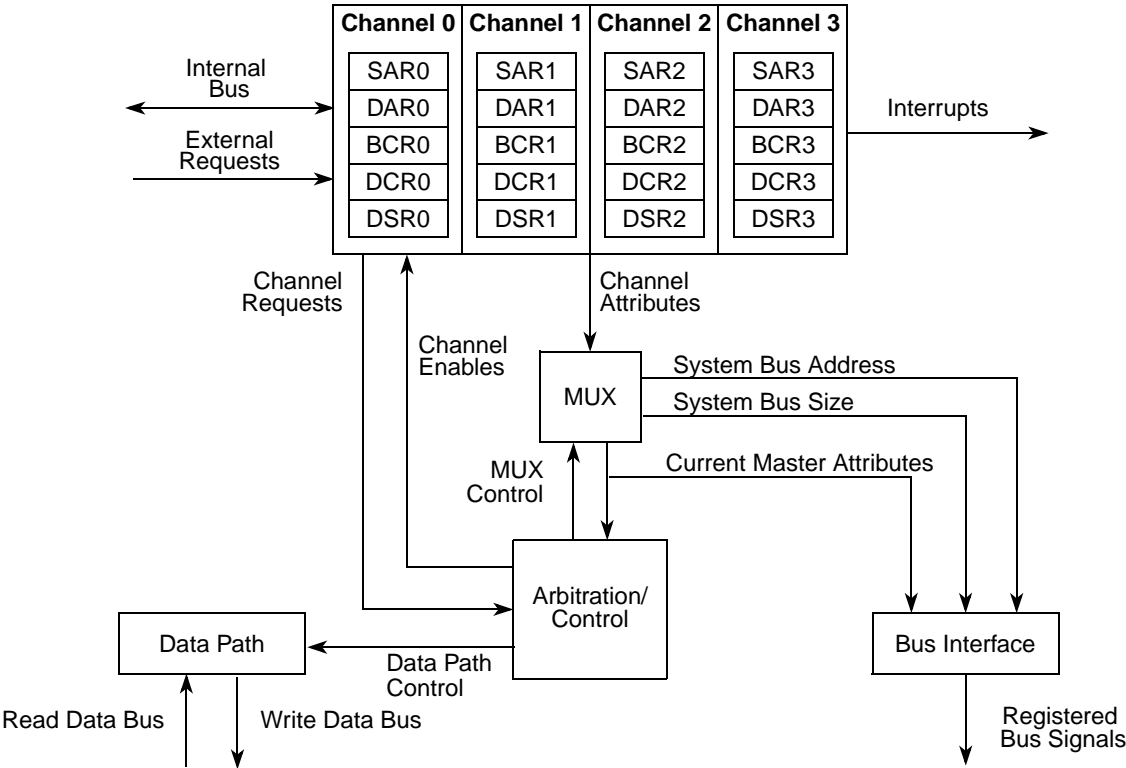 Channel 0 Channel 1 Channel 2 Channel 3
SAR0 SAR1 SAR2 SAR3
DAR0 DAR1 DAR2 DAR3
BCR0 BCR1 BCR2 BCR3
DCR0 DCR1 DCR2 DCR3
DSR0 DSR1 DSR2 DSR3
Internal
Bus
External
Requests
Interrupts
Channel
Requests
Channel
Enables
Channel
Attributes
MUX
System Bus Address
System Bus Size
Current Master Attributes
MUX
Control
Arbitration/
Control
Data Path
Data Path
Control
Bus Interface
Read Data Bus
Write Data Bus
Registered
Bus Signals